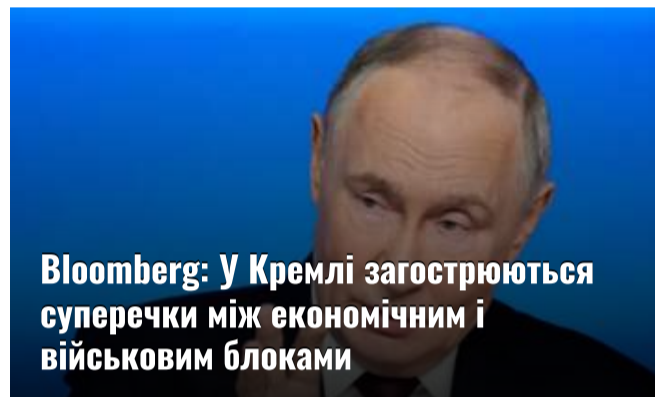 Bloomberg: У Кремлі загострюються
суперечки між економічним і
військовим блоками